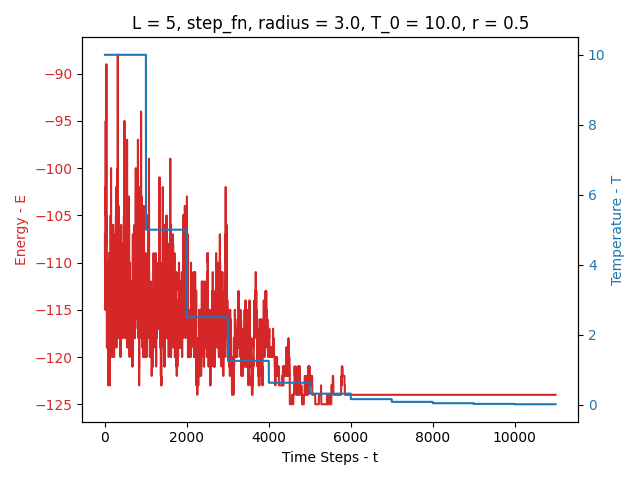 L = 5, step_fn, radius = 3.0, T_0 = 10.0, r = 0.5
−90
−95
−100
−105
−110
−115
−120
−125
Energy - E
10
8
6
4
2
0
Temperature - T
0 2000 4000 6000 8000 10000
Time Steps - t